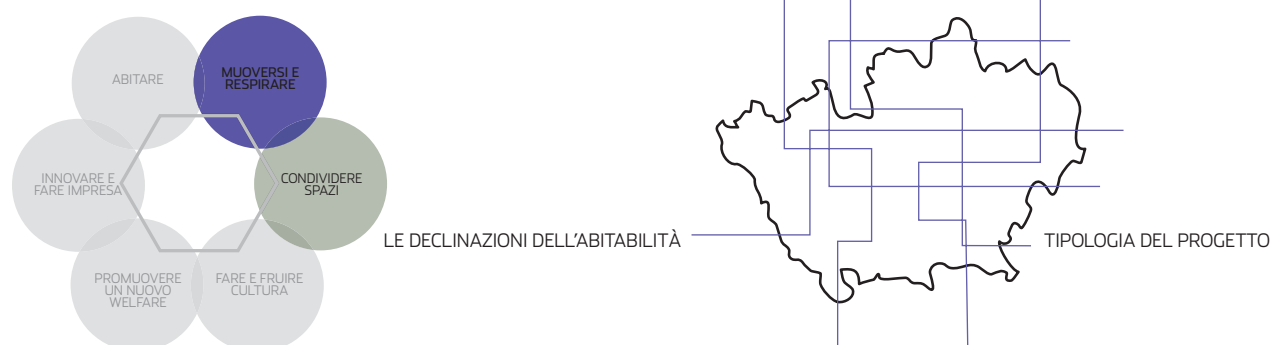 ABITARE
MUOVERSI E
RESPIRARE
INNOVARE E
FARE IMPRESA
CONDIVIDERE
SPAZI
PROMUOVERE
UN NUOVO
WELFARE
FARE E FRUIRE
CULTURA
LE DECLINAZIONI DELL'ABITABILITÀ
TIPOLOGIA DEL PROGETTO